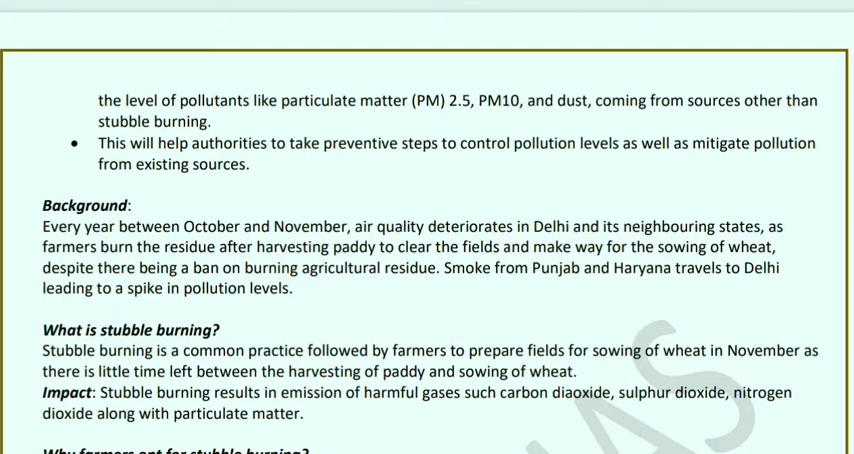 the level of pollutants like particulate matter (PM) 2.5, PM10, and dust, coming from sources other than
stubble burning.
• This will help authorities to take preventive steps to control pollution levels as well as mitigate pollution
from existing sources.
Background:
Every year between October and November, air quality deteriorates in Delhi and its neighbouring states, as
farmers burn the residue after harvesting paddy to clear the fields and make way for the sowing of wheat,
despite there being a ban on burning agricultural residue. Smoke from Punjab and Haryana travels to Delhi
leading to a spike in pollution levels.
What is stubble burning?
Stubble burning is a common practice followed by farmers to prepare fields for sowing of wheat in November as
there is little time left between the harvesting of paddy and sowing of wheat.
Impact: Stubble burning results in emission of harmful gases such carbon diaoxide, sulphur dioxide, nitrogen
dioxide along with particulate matter.
Why farmers opt for stubble burning?